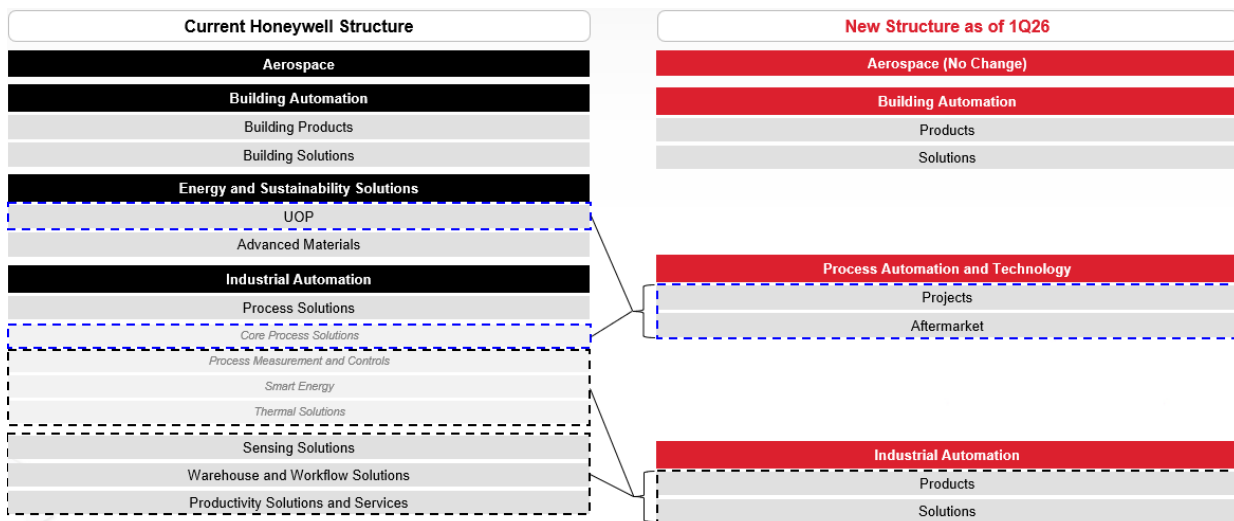 Current Honeywell Structure
Aerospace
Building Automation
Building Products
Building Solutions
Energy and Sustainability Solutions
UOP
Advanced Materials
Industrial Automation
Process Solutions
Core Process Solutions
Process Measurement and Controls
Smart Energy
Thermal Solutions
Sensing Solutions
Warehouse and Workflow Solutions
Productivity Solutions and Services
New Structure as of 1Q26
Aerospace (No Change)
Building Automation
Products
Solutions
Process Automation and Technology
Projects
Aftermarket
Industrial Automation
Products
Solutions